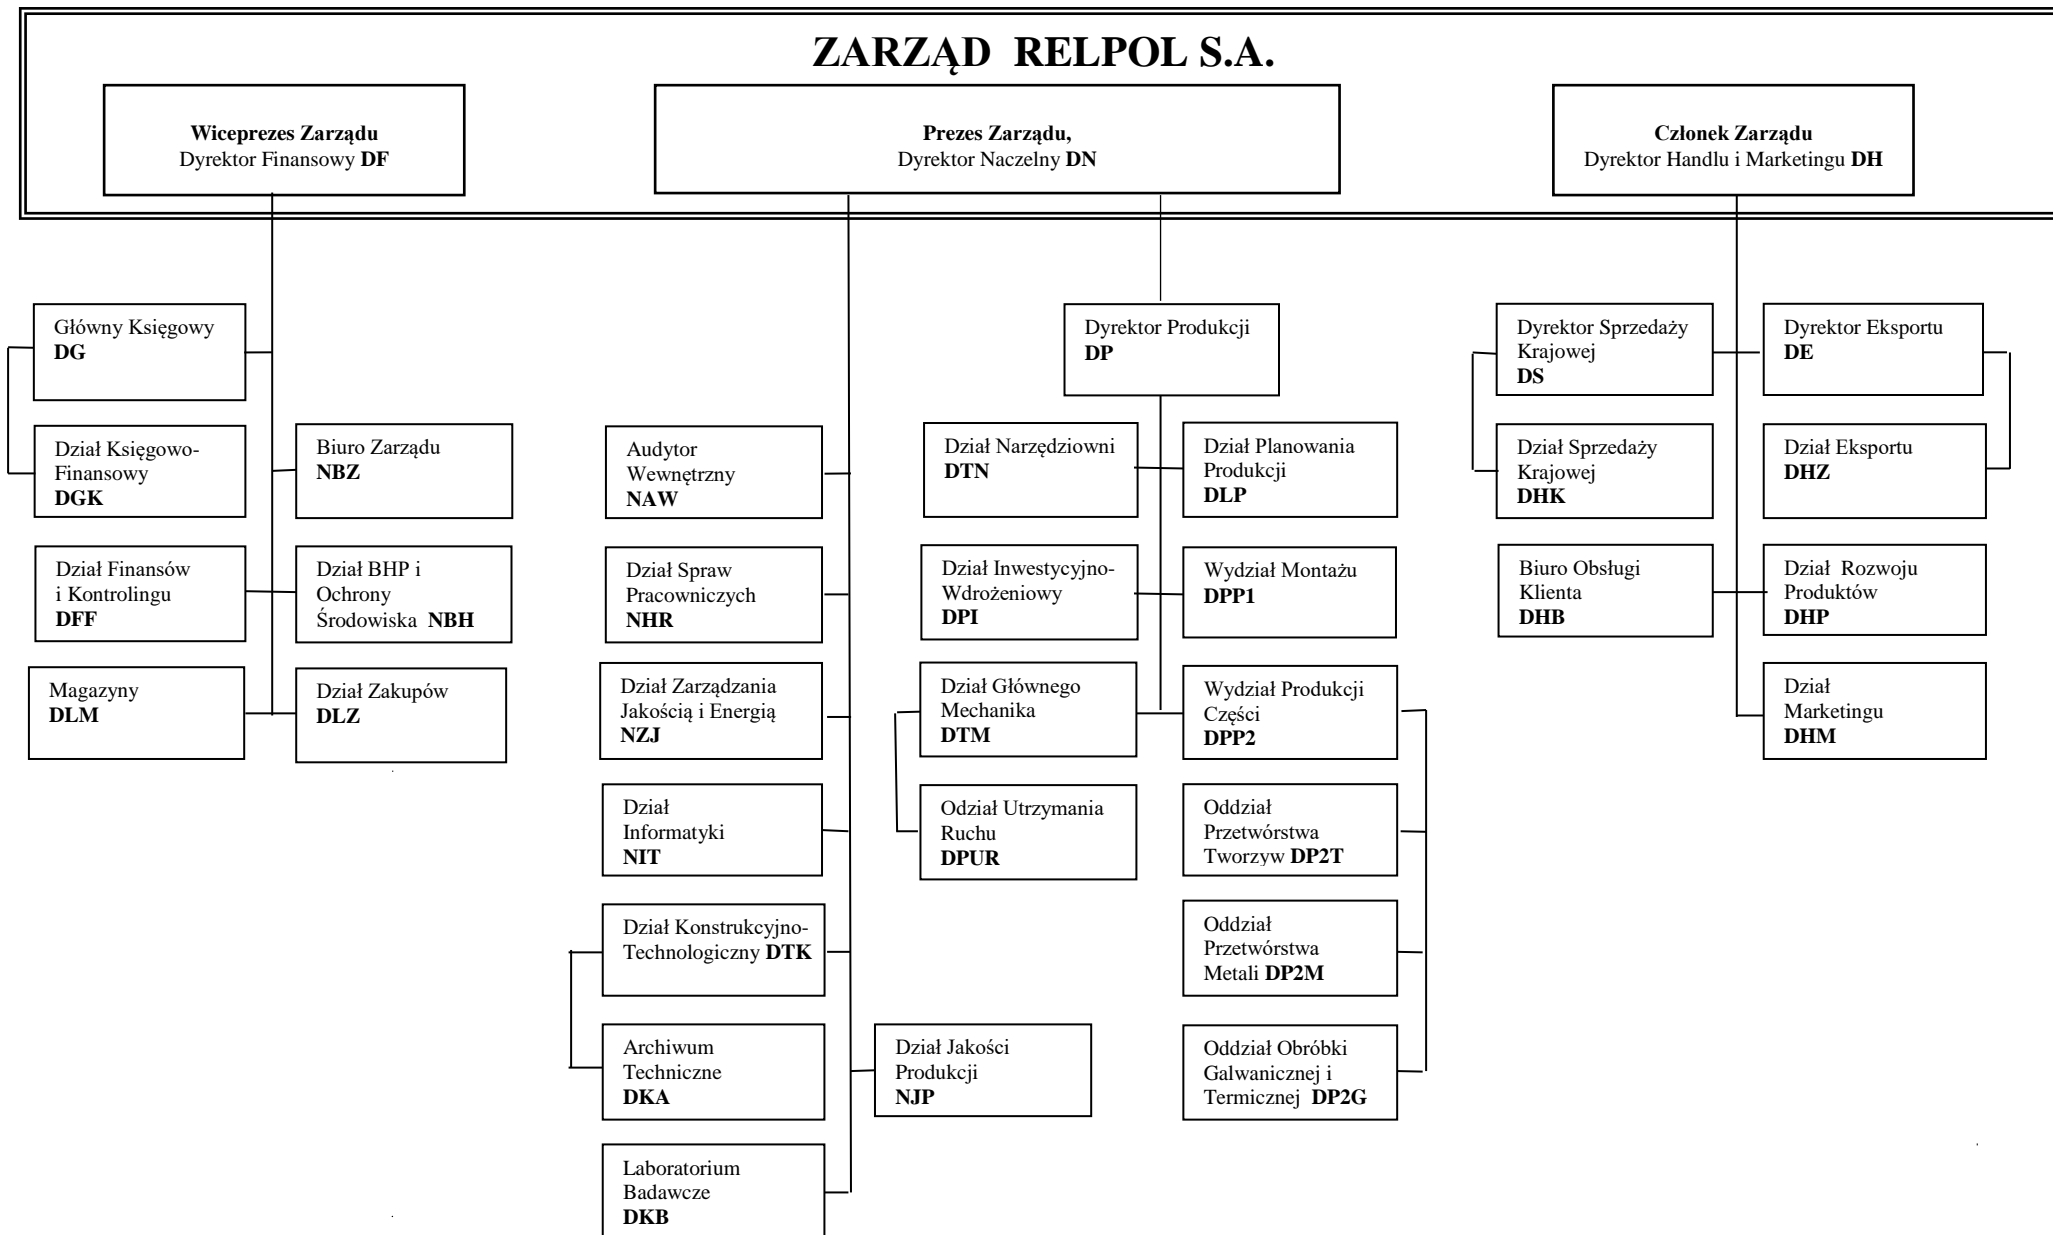 ZARZĄD RELPOL S.A.
Wiceprezes Zarządu
Dyrektor Finansowy DF
Prezes Zarządu,
Dyrektor Naczelny DN
Członek Zarządu
Dyrektor Handlu i Marketingu DH
Główny Księgowy
DG
Dział Księgowo-
Finansowy
DGK
Biuro Zarządu
NBZ
Dział Finansów
i Kontrolingu
DFF
Dział BHP i
Ochrony
Środowiska NBH
Magazyny
DLM
Dział Zakupów
DLZ
Audytor
Wewnętrzny
NAW
Dział Spraw
Pracowniczych
NHR
Dział Zarządzania
Jakością i Energią
NZJ
Dział
Informatyki
NIT
Dział Konstrukcyjno-
Technologiczny DTK
Archiwum
Techniczne
DKA
Dział Jakości
Produkcji
NJP
Laboratorium
Badawcze
DKB
Dyrektor Produkcji
DP
Dział Narzędziowni
DTN
Dział Planowania
Produkcji
DLP
Dział Inwestycyjno-
Wdrożeniowy
DPI
Wydział Montażu
DPP1
Dział Głównego
Mechanika
DTM
Wydział Produkcji
Części
DPP2
Odział Utrzymania
Ruchu
DPUR
Oddział
Przetwórstwa
Tworzyw DP2T
Oddział
Przetwórstwa
Metali DP2M
Oddział Obróbki
Galwanicznej i
Termicznej DP2G
Dyrektor Sprzedaży
Krajowej
DS
Dyrektor Eksportu
DE
Dział Sprzedaży
Krajowej
DHK
Dział Eksportu
DHZ
Biuro Obsługi
Klienta
DHB
Dział Rozwoju
Produktów
DHP
Dział
Marketingu
DHM